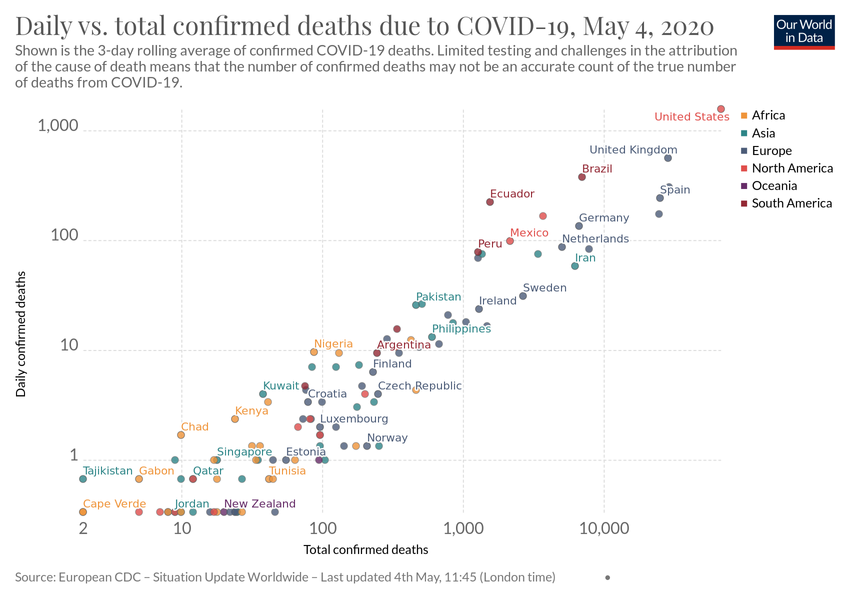 Daily vs. total confirmed deaths due to COVID-19, May 4, 2020
Our World
in Data
Shown is the 3-day rolling average of confirmed COVID-19 deaths. Limited testing and challenges in the attribution
of the cause of death means that the number of confirmed deaths may not be an accurate count of the true number
of deaths from COVID-19.
United States
Africa
1,000
Asia
United Kingdom
Europe
Brazil
North America
Spain
Oceania
Ecuador
South America
Germany
Mexico
100
Netherlands
Peru
Iran
Daily confirmed deaths
Sweden
Pakistan
Ireland
Philippines
Nigeria
10
Argentina
Finland
Kuwait
Czech Republic
Croatia
Kenya
Luxembourg
Chad
Norway
Singapore
Estonia
1
Tajikistan
Gabon
Qatar
Tunisia
Cape Verde
Jordan
New Zealand
2
10
100
1,000
10,000
Total confirmed deaths
Source: European CDC – Situation Update Worldwide – Last updated 4th May, 11:45 (London time)